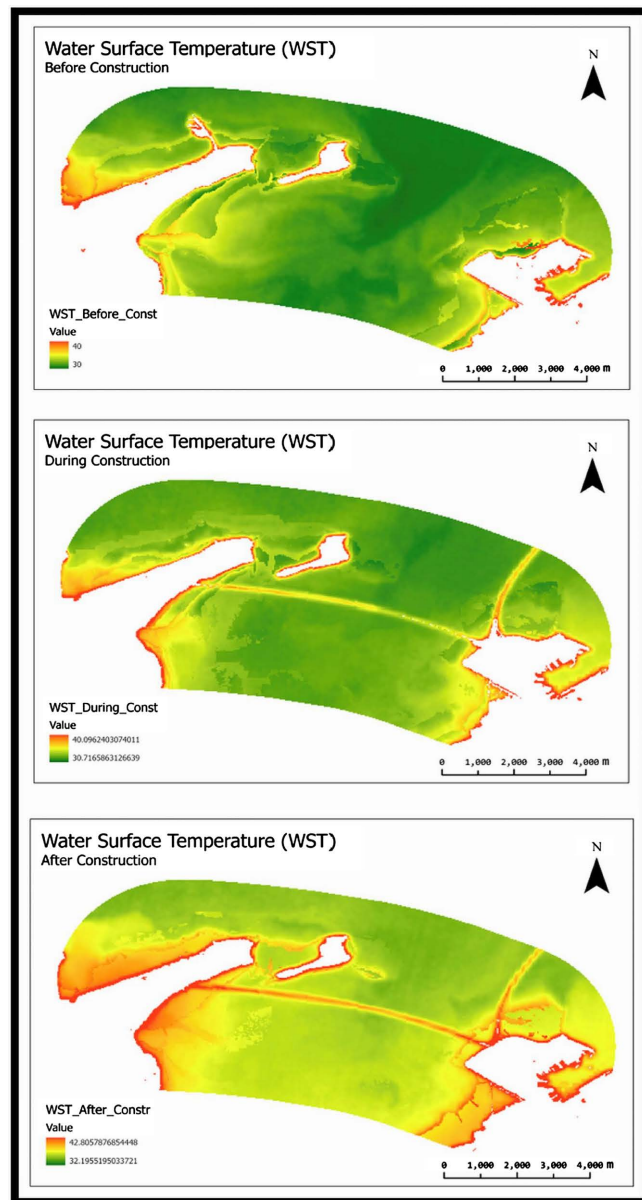 Water Surface Temperature (WST)
Before Construction
N
WST_Before_Const
Value
40
30
0 1,000 2,000 3,000 4,000 m
Water Surface Temperature (WST)
During Construction
N
WST_During_Const
Value
40.0962403074011
30.7165863126639
0 1,000 2,000 3,000 4,000 m
Water Surface Temperature (WST)
After Construction
N
WST_After_Constr
Value
42.8057876854448
32.1955195033721
0 1,000 2,000 3,000 4,000 m